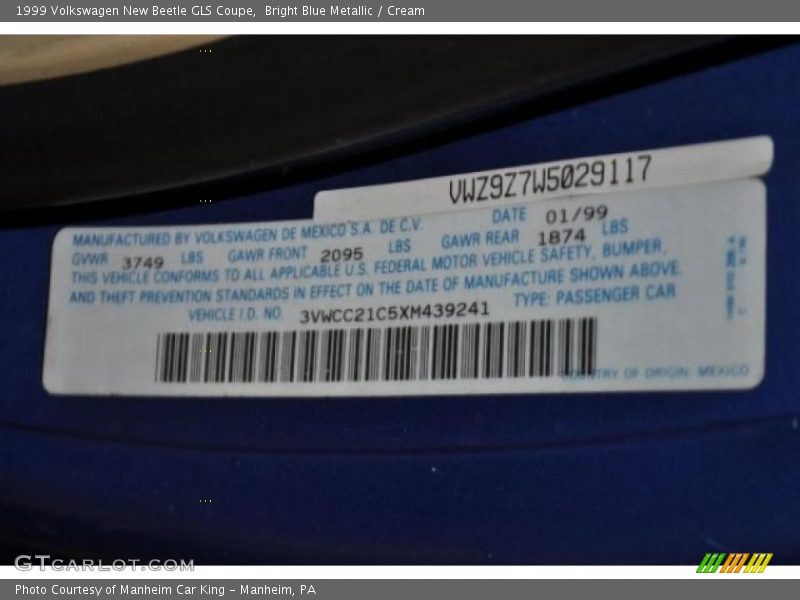 1999 Volkswagen New Beetle GLS Coupe,  Bright Blue Metallic / Cream
VWZ9Z7W5029117
MANUFACTURED BY VOLKSWAGEN DE MEXICO S.A. DE C.V. DATE 01/99
GVWR 3749 LBS GAWR FRONT 2095 LBS GAWR REAR 1874 LBS
THIS VEHICLE CONFORMS TO ALL APPLICABLE U.S. FEDERAL MOTOR VEHICLE SAFETY, BUMPER,
AND THEFT PREVENTION STANDARDS IN EFFECT ON THE DATE OF MANUFACTURE SHOWN ABOVE.
VEHICLE I.D. NO. 3VWCC21C5XM439241 TYPE: PASSENGER CAR
COUNTRY OF ORIGIN: MEXICO
GTCARLOT.COM
Photo Courtesy of Manheim Car King - Manheim, PA